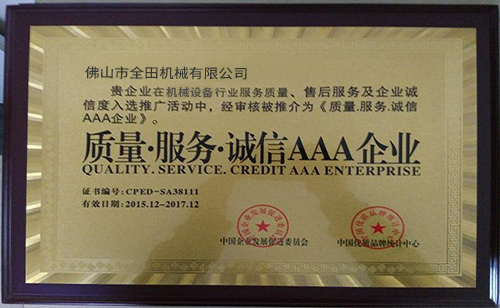 佛山市全田机械有限公司
贵企业在机械设备行业服务质量、售后服务及企业诚
信度入选推广活动中，经审核被推介为《质量.服务.诚信
AAA企业》。
质量·服务·诚信AAA企业
QUALITY. SERVICE. CREDIT AAA ENTERPRISE
证书编号:CPED-SA38111
有效日期:2015.12-2017.12
中国企业发展促进委员会
中国优质品牌统计中心